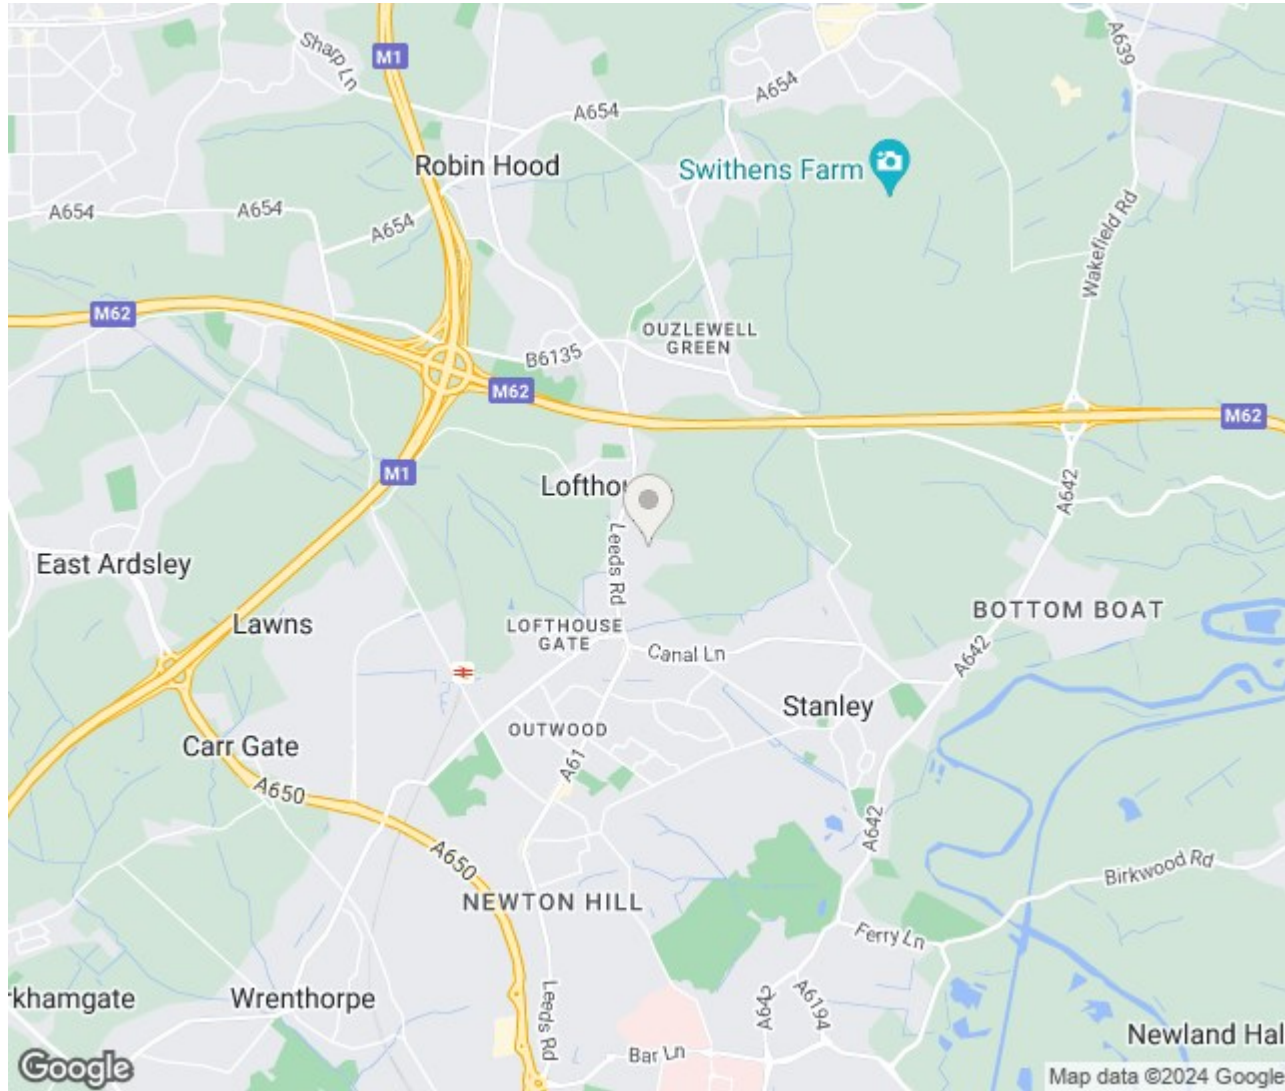 M1
Sharp Ln
A639
A654
A654
Robin Hood
Swithens Farm
A654
A654
A654
Wakefield Rd
M62
OUZLEWELL
GREEN
B6135
M62
M62
M1
A642
East Ardsley
Leeds Rd
BOTTOM BOAT
Lawns
LOFTHOUSE
GATE
Canal Ln
A642
Stanley
OUTWOOD
Carr Gate
A61
A650
A642
A650
Birkwood Rd
NEWTON HILL
Ferry Ln
Wrenthorpe
Leeds Rd
A642
A6194
Newland Hal
Bar Ln
Google
Map data ©2024 Google